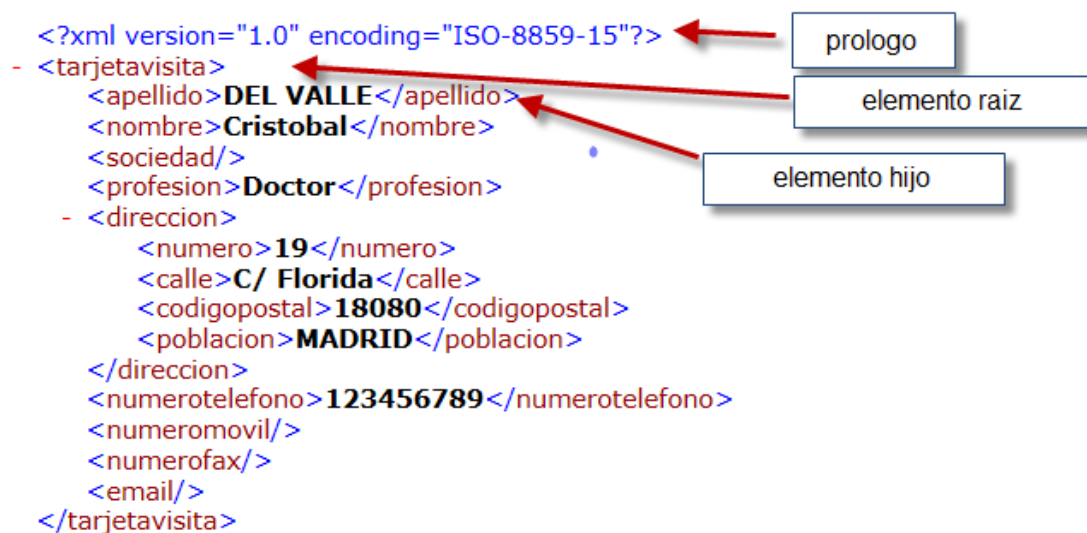 <?xml version="1.0" encoding="ISO-8859-15"?>
prologo
- <tarjetavisita>
elemento raiz
<apellido>DEL VALLE</apellido>
<nombre>Cristobal</nombre>
<sociedad/>
elemento hijo
<profesion>Doctor</profesion>
- <direccion>
<numero>19</numero>
<calle>C/ Florida</calle>
<codigopostal>18080</codigopostal>
<poblacion>MADRID</poblacion>
</direccion>
<numerotelefono>123456789</numerotelefono>
<numeromovil/>
<numerofax/>
<email/>
</tarjetavisita>